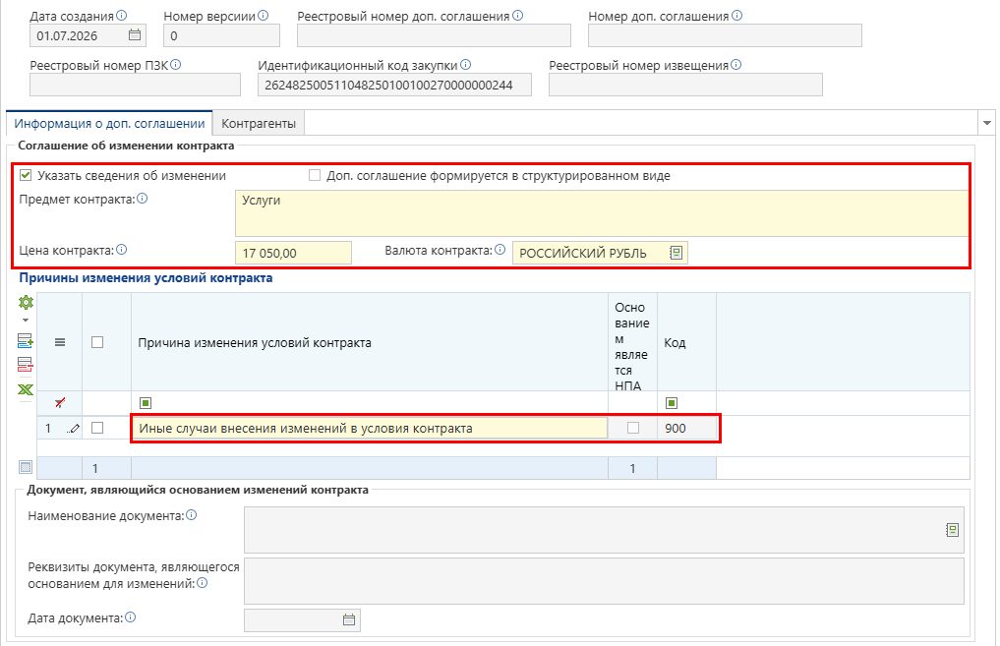 Дата создания Номер версиии Реестровый номер доп. соглашения Номер доп. соглашения
01.07.2026 0
Реестровый номер ПЗК Идентификационный код закупки Реестровый номер извещения
262482500511048250100100270000000244
Информация о доп. соглашении Контрагенты
Соглашение об изменении контракта
Указать сведения об изменении Доп. соглашение формируется в структурированном виде
Предмет контракта: Услуги
Цена контракта: 17 050,00 Валюта контракта: РОССИЙСКИЙ РУБЛЬ
Причины изменения условий контракта
Причина изменения условий контракта
Осно
вание
м
являе
тся
НПА
Код
1 Иные случаи внесения изменений в условия контракта 900
1 1
Документ, являющийся основанием изменений контракта
Наименование документа:
Реквизиты документа, являющегося
основанием для изменений:
Дата документа: